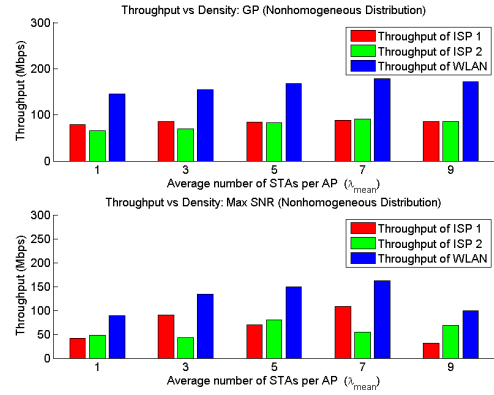 Throughput vs Density: GP (Nonhomogeneous Distribution)
300
200
100
0
Throughput (Mbps)
Throughput of ISP 1
Throughput of ISP 2
Throughput of WLAN
1 3 5 7 9
Average number of STAs per AP (λmean)
Throughput vs Density: Max SNR (Nonhomogeneous Distribution)
300
250
200
150
100
50
0
Throughput (Mbps)
Throughput of ISP 1
Throughput of ISP 2
Throughput of WLAN
1 3 5 7 9
Average number of STAs per AP (λmean)